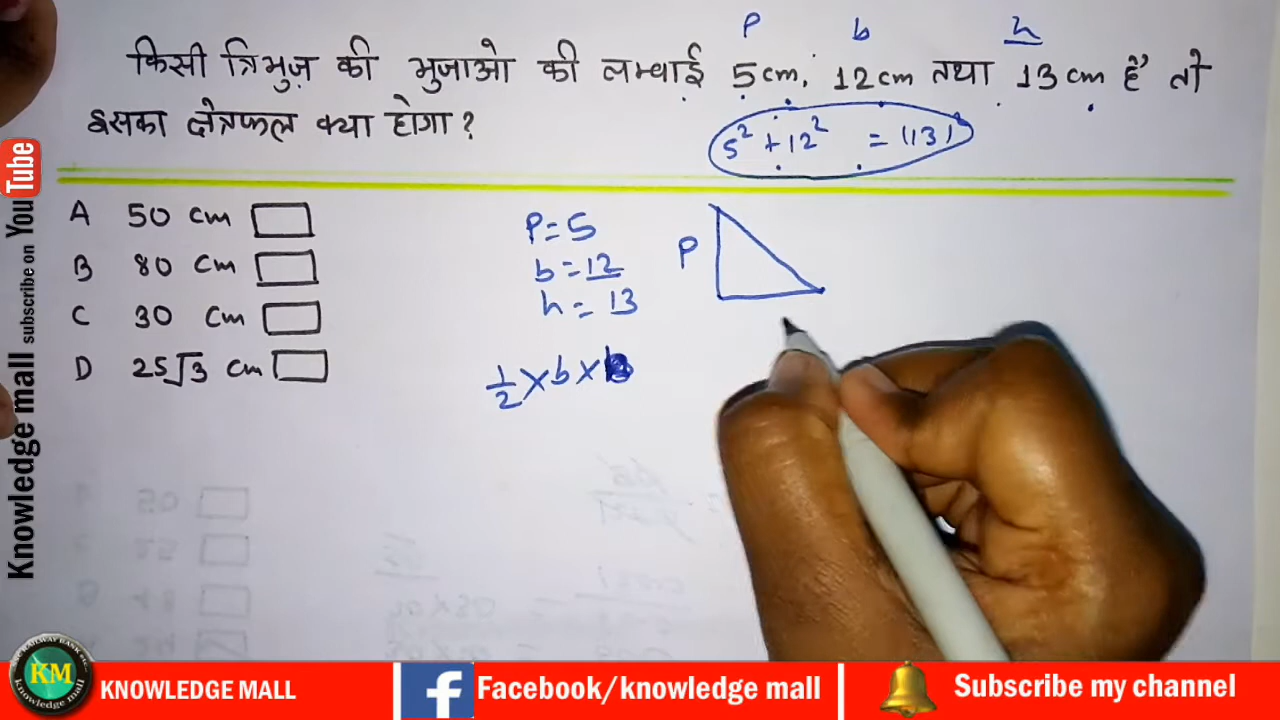 P b h
किसी त्रिभुज़ की भुजाओ की लम्बाई 5cm, 12cm तथा 13cm हैं तो
इसका क्षेत्रफल क्या होगा ?
5² + 12² = (13)²
A 50 cm
B 80 cm
C 30 cm
D 25√3 cm
P = 5
b = 12
h = 13
1/2 × b ×
P
Knowledge mall subscribe on YouTube
KM
knowledge mall
KNOWLEDGE MALL
f Facebook/knowledge mall
Subscribe my channel